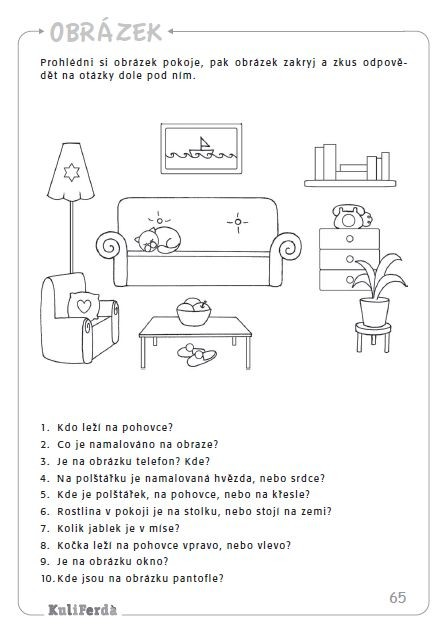 OBRÁZEK
Prohlédni si obrázek pokoje, pak obrázek zakryj a zkus odpově-
dět na otázky dole pod ním.
1. Kdo leží na pohovce?
2. Co je namalováno na obraze?
3. Je na obrázku telefon? Kde?
4. Na polštářku je namalovaná hvězda, nebo srdce?
5. Kde je polštářek, na pohovce, nebo na křesle?
6. Rostlina v pokoji je na stolku, nebo stojí na zemi?
7. Kolik jablek je v míse?
8. Kočka leží na pohovce vpravo, nebo vlevo?
9. Je na obrázku okno?
10. Kde jsou na obrázku pantofle?
65
KuliFerda